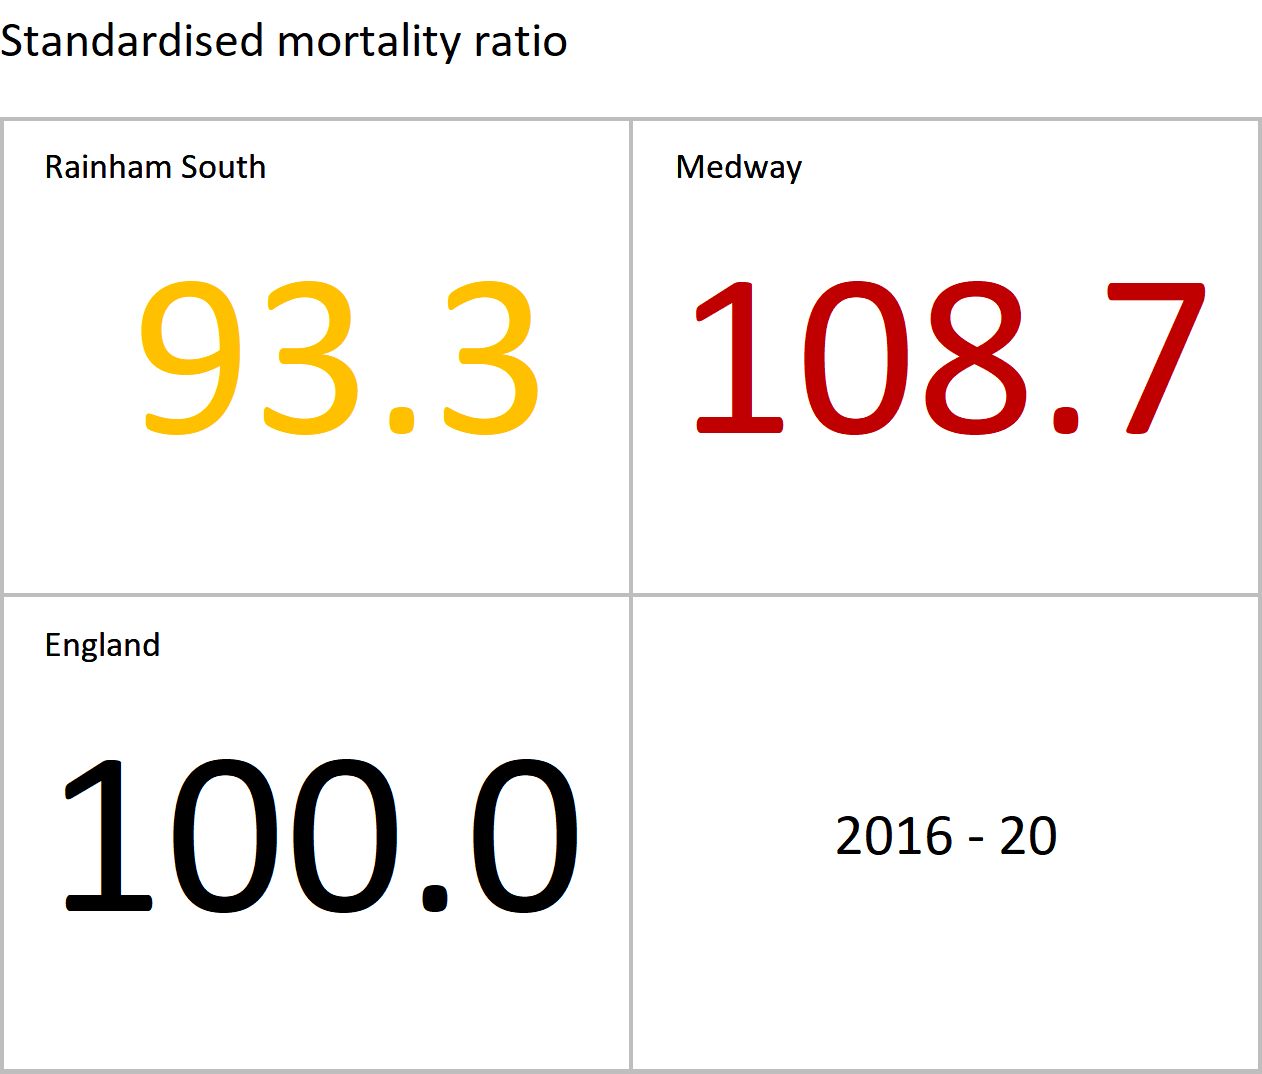 Standardised mortality ratio
Rainham South
93.3
Medway
108.7
England
100.0
2016 - 20